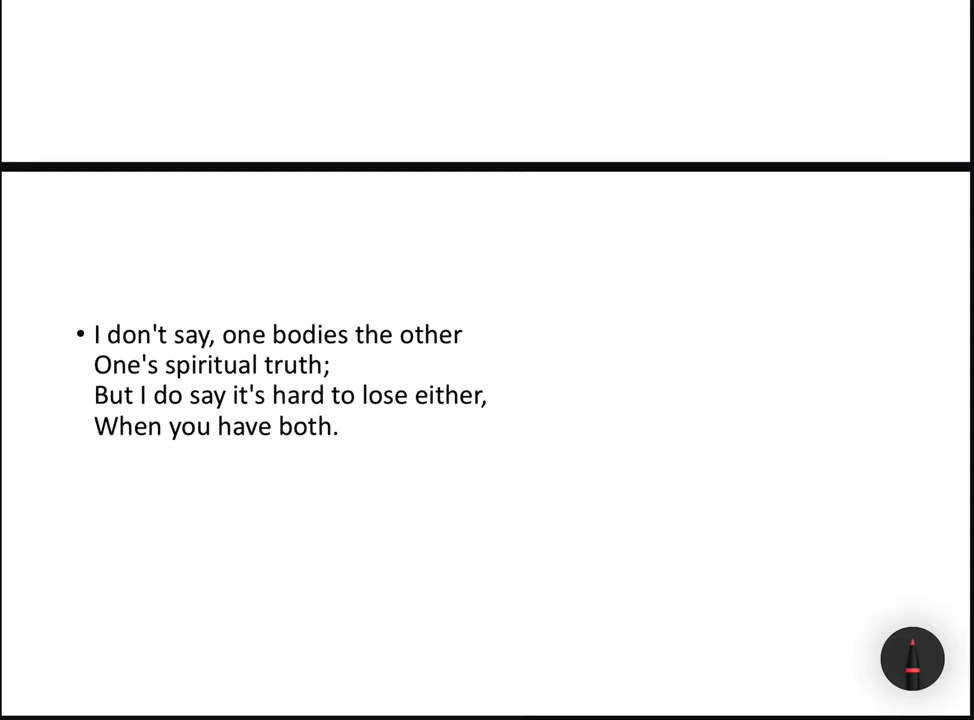 • I don't say, one bodies the other
One's spiritual truth;
But I do say it's hard to lose either,
When you have both.